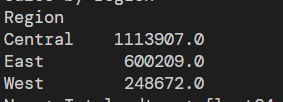 Region
Central    1113907.0
East        600209.0
West        248672.0